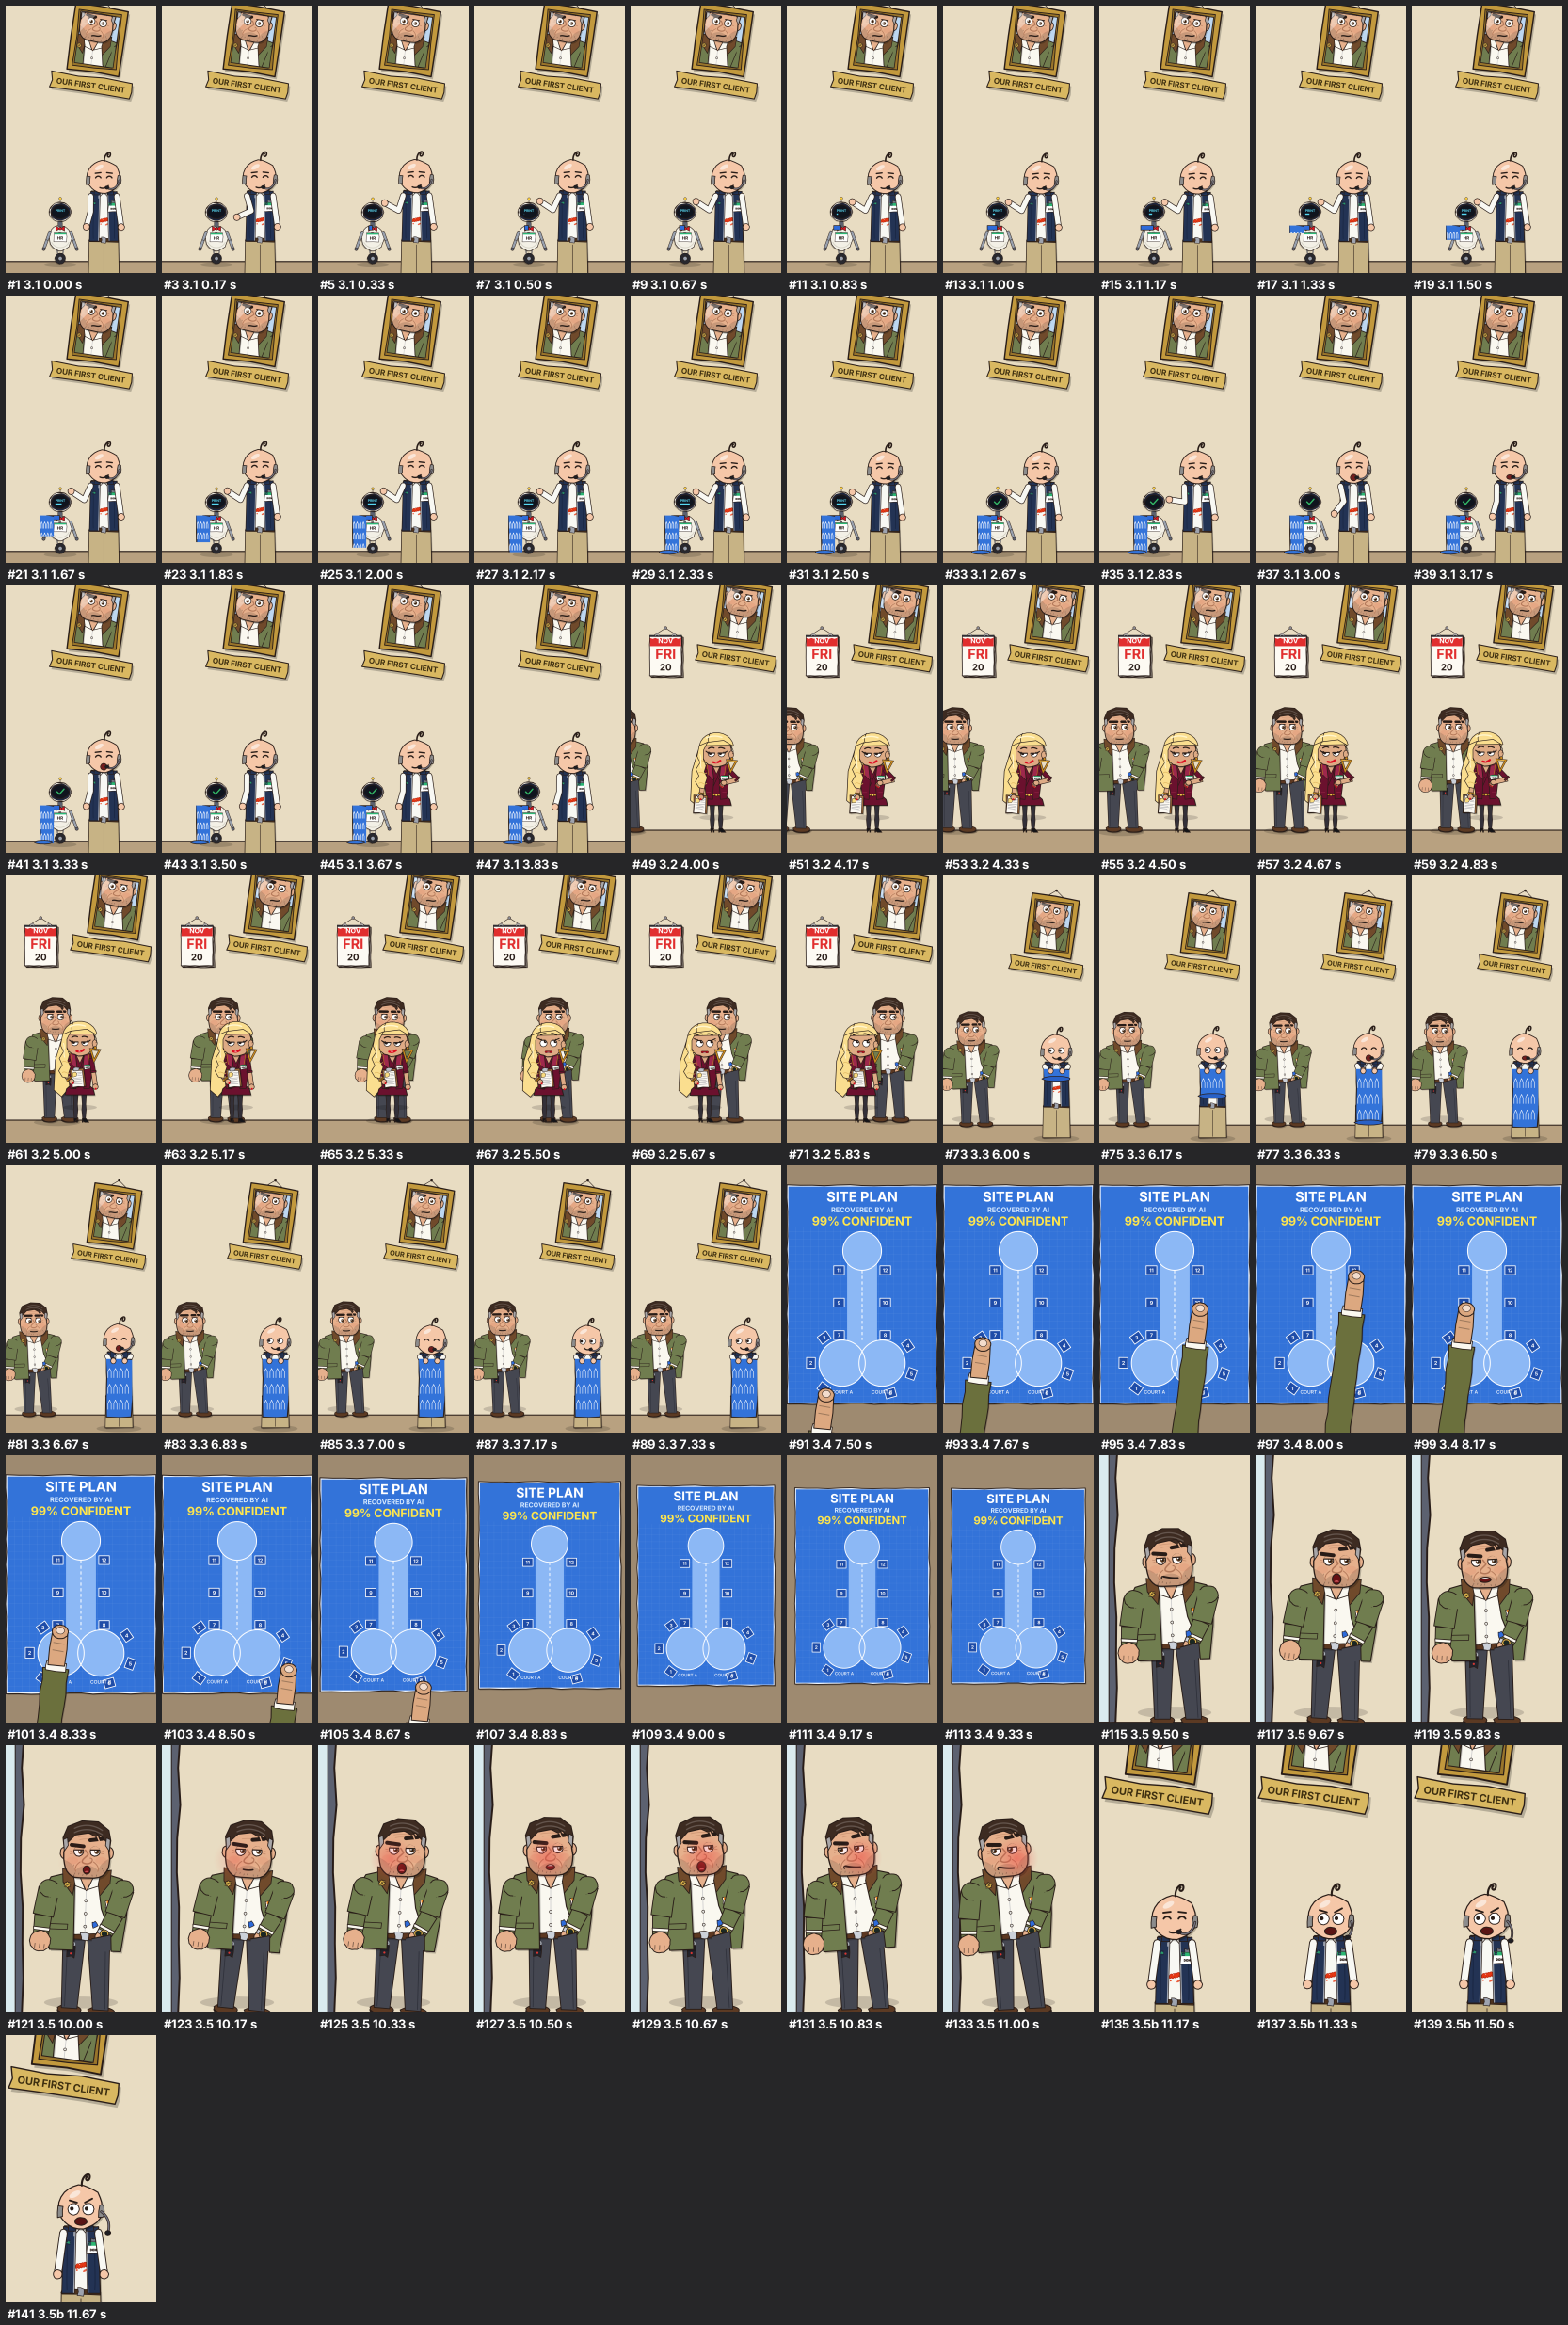 OUR FIRST CLIENT
PRINT
HR
#1 3.1 0.00 s
#3 3.1 0.17 s
#5 3.1 0.33 s
#7 3.1 0.50 s
#9 3.1 0.67 s
#11 3.1 0.83 s
#13 3.1 1.00 s
#15 3.1 1.17 s
#17 3.1 1.33 s
#19 3.1 1.50 s
#21 3.1 1.67 s
#23 3.1 1.83 s
#25 3.1 2.00 s
#27 3.1 2.17 s
#29 3.1 2.33 s
#31 3.1 2.50 s
#33 3.1 2.67 s
#35 3.1 2.83 s
#37 3.1 3.00 s
#39 3.1 3.17 s
NOV
FRI
20
#41 3.1 3.33 s
#43 3.1 3.50 s
#45 3.1 3.67 s
#47 3.1 3.83 s
#49 3.2 4.00 s
#51 3.2 4.17 s
#53 3.2 4.33 s
#55 3.2 4.50 s
#57 3.2 4.67 s
#59 3.2 4.83 s
#61 3.2 5.00 s
#63 3.2 5.17 s
#65 3.2 5.33 s
#67 3.2 5.50 s
#69 3.2 5.67 s
#71 3.2 5.83 s
#73 3.3 6.00 s
#75 3.3 6.17 s
#77 3.3 6.33 s
#79 3.3 6.50 s
SITE PLAN
RECOVERED BY AI
99% CONFIDENT
11 12
9 10
7 8
COURT A
#81 3.3 6.67 s
#83 3.3 6.83 s
#85 3.3 7.00 s
#87 3.3 7.17 s
#89 3.3 7.33 s
#91 3.4 7.50 s
#93 3.4 7.67 s
#95 3.4 7.83 s
#97 3.4 8.00 s
#99 3.4 8.17 s
#101 3.4 8.33 s
#103 3.4 8.50 s
#105 3.4 8.67 s
#107 3.4 8.83 s
#109 3.4 9.00 s
#111 3.4 9.17 s
#113 3.4 9.33 s
#115 3.5 9.50 s
#117 3.5 9.67 s
#119 3.5 9.83 s
#121 3.5 10.00 s
#123 3.5 10.17 s
#125 3.5 10.33 s
#127 3.5 10.50 s
#129 3.5 10.67 s
#131 3.5 10.83 s
#133 3.5 11.00 s
#135 3.5b 11.17 s
#137 3.5b 11.33 s
#139 3.5b 11.50 s
OUR FIRST CLIENT
#141 3.5b 11.67 s